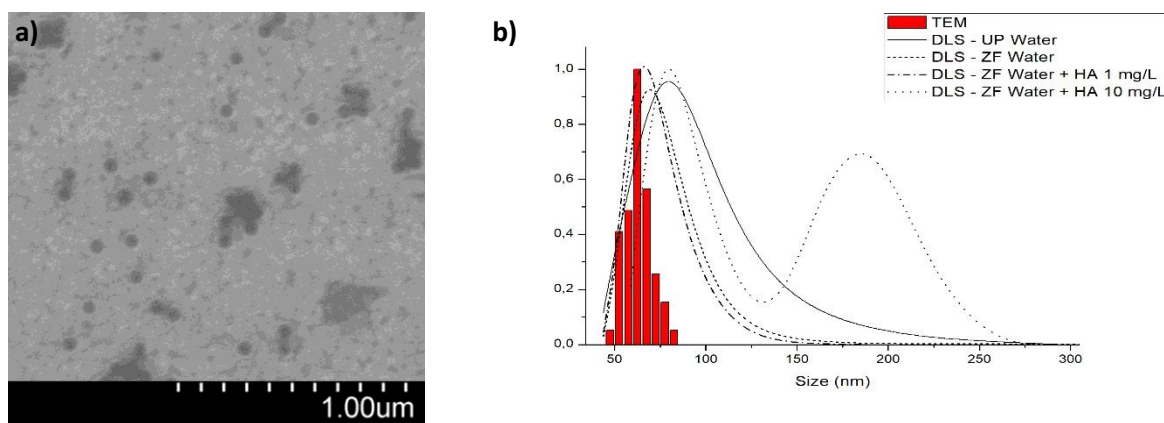 a)
1.00um
b)
TEM
DLS - UP Water
DLS - ZF Water
DLS - ZF Water + HA 1 mg/L
DLS - ZF Water + HA 10 mg/L
1,0
0,8
0,6
0,4
0,2
0,0
50 100 150 200 250 300
Size (nm)